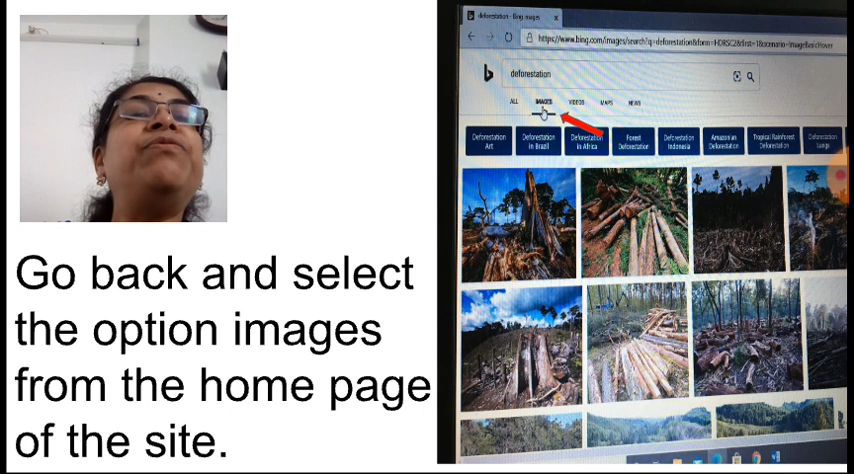 Go back and select
the option images
from the home page
of the site.
deforestation - Bing images
https://www.bing.com/images/search?q=deforestation&form=HDRSC2&first=1&scenario=ImageBasicHover
deforestation
ALL IMAGES VIDEOS MAPS NEWS
Deforestation Art
Deforestation in Brazil
Deforestation in Africa
Forest Deforestation
Deforestation Indonesia
Amazonian Deforestation
Tropical Rainforest Deforestation
Deforestation Lungs